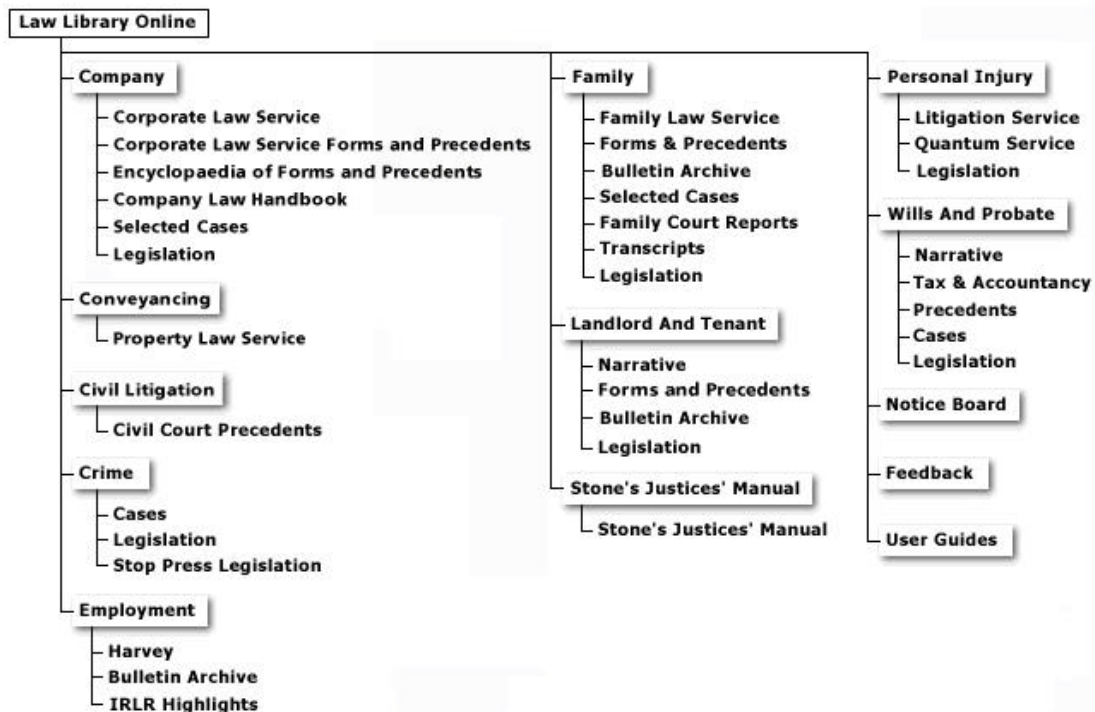 Law Library Online
Company
Corporate Law Service
Corporate Law Service Forms and Precedents
Encyclopaedia of Forms and Precedents
Company Law Handbook
Selected Cases
Legislation
Conveyancing
Property Law Service
Civil Litigation
Civil Court Precedents
Crime
Cases
Legislation
Stop Press Legislation
Employment
Harvey
Bulletin Archive
IRLR Highlights
Family
Family Law Service
Forms & Precedents
Bulletin Archive
Selected Cases
Family Court Reports
Transcripts
Legislation
Landlord And Tenant
Narrative
Forms and Precedents
Bulletin Archive
Legislation
Stone's Justices' Manual
Stone's Justices' Manual
Personal Injury
Litigation Service
Quantum Service
Legislation
Wills And Probate
Narrative
Tax & Accountancy
Precedents
Cases
Legislation
Notice Board
Feedback
User Guides